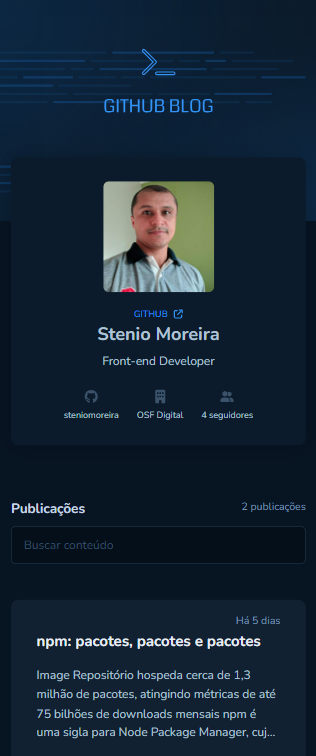 GITHUB BLOG
GITHUB
Stenio Moreira
Front-end Developer
steniomoreira OSF Digital 4 seguidores
Publicações 2 publicações
Buscar conteúdo
Há 5 dias
npm: pacotes, pacotes e pacotes
Image Repositório hospeda cerca de 1,3
milhão de pacotes, atingindo métricas de até
75 bilhões de downloads mensais npm é
uma sigla para Node Package Manager, cuj...